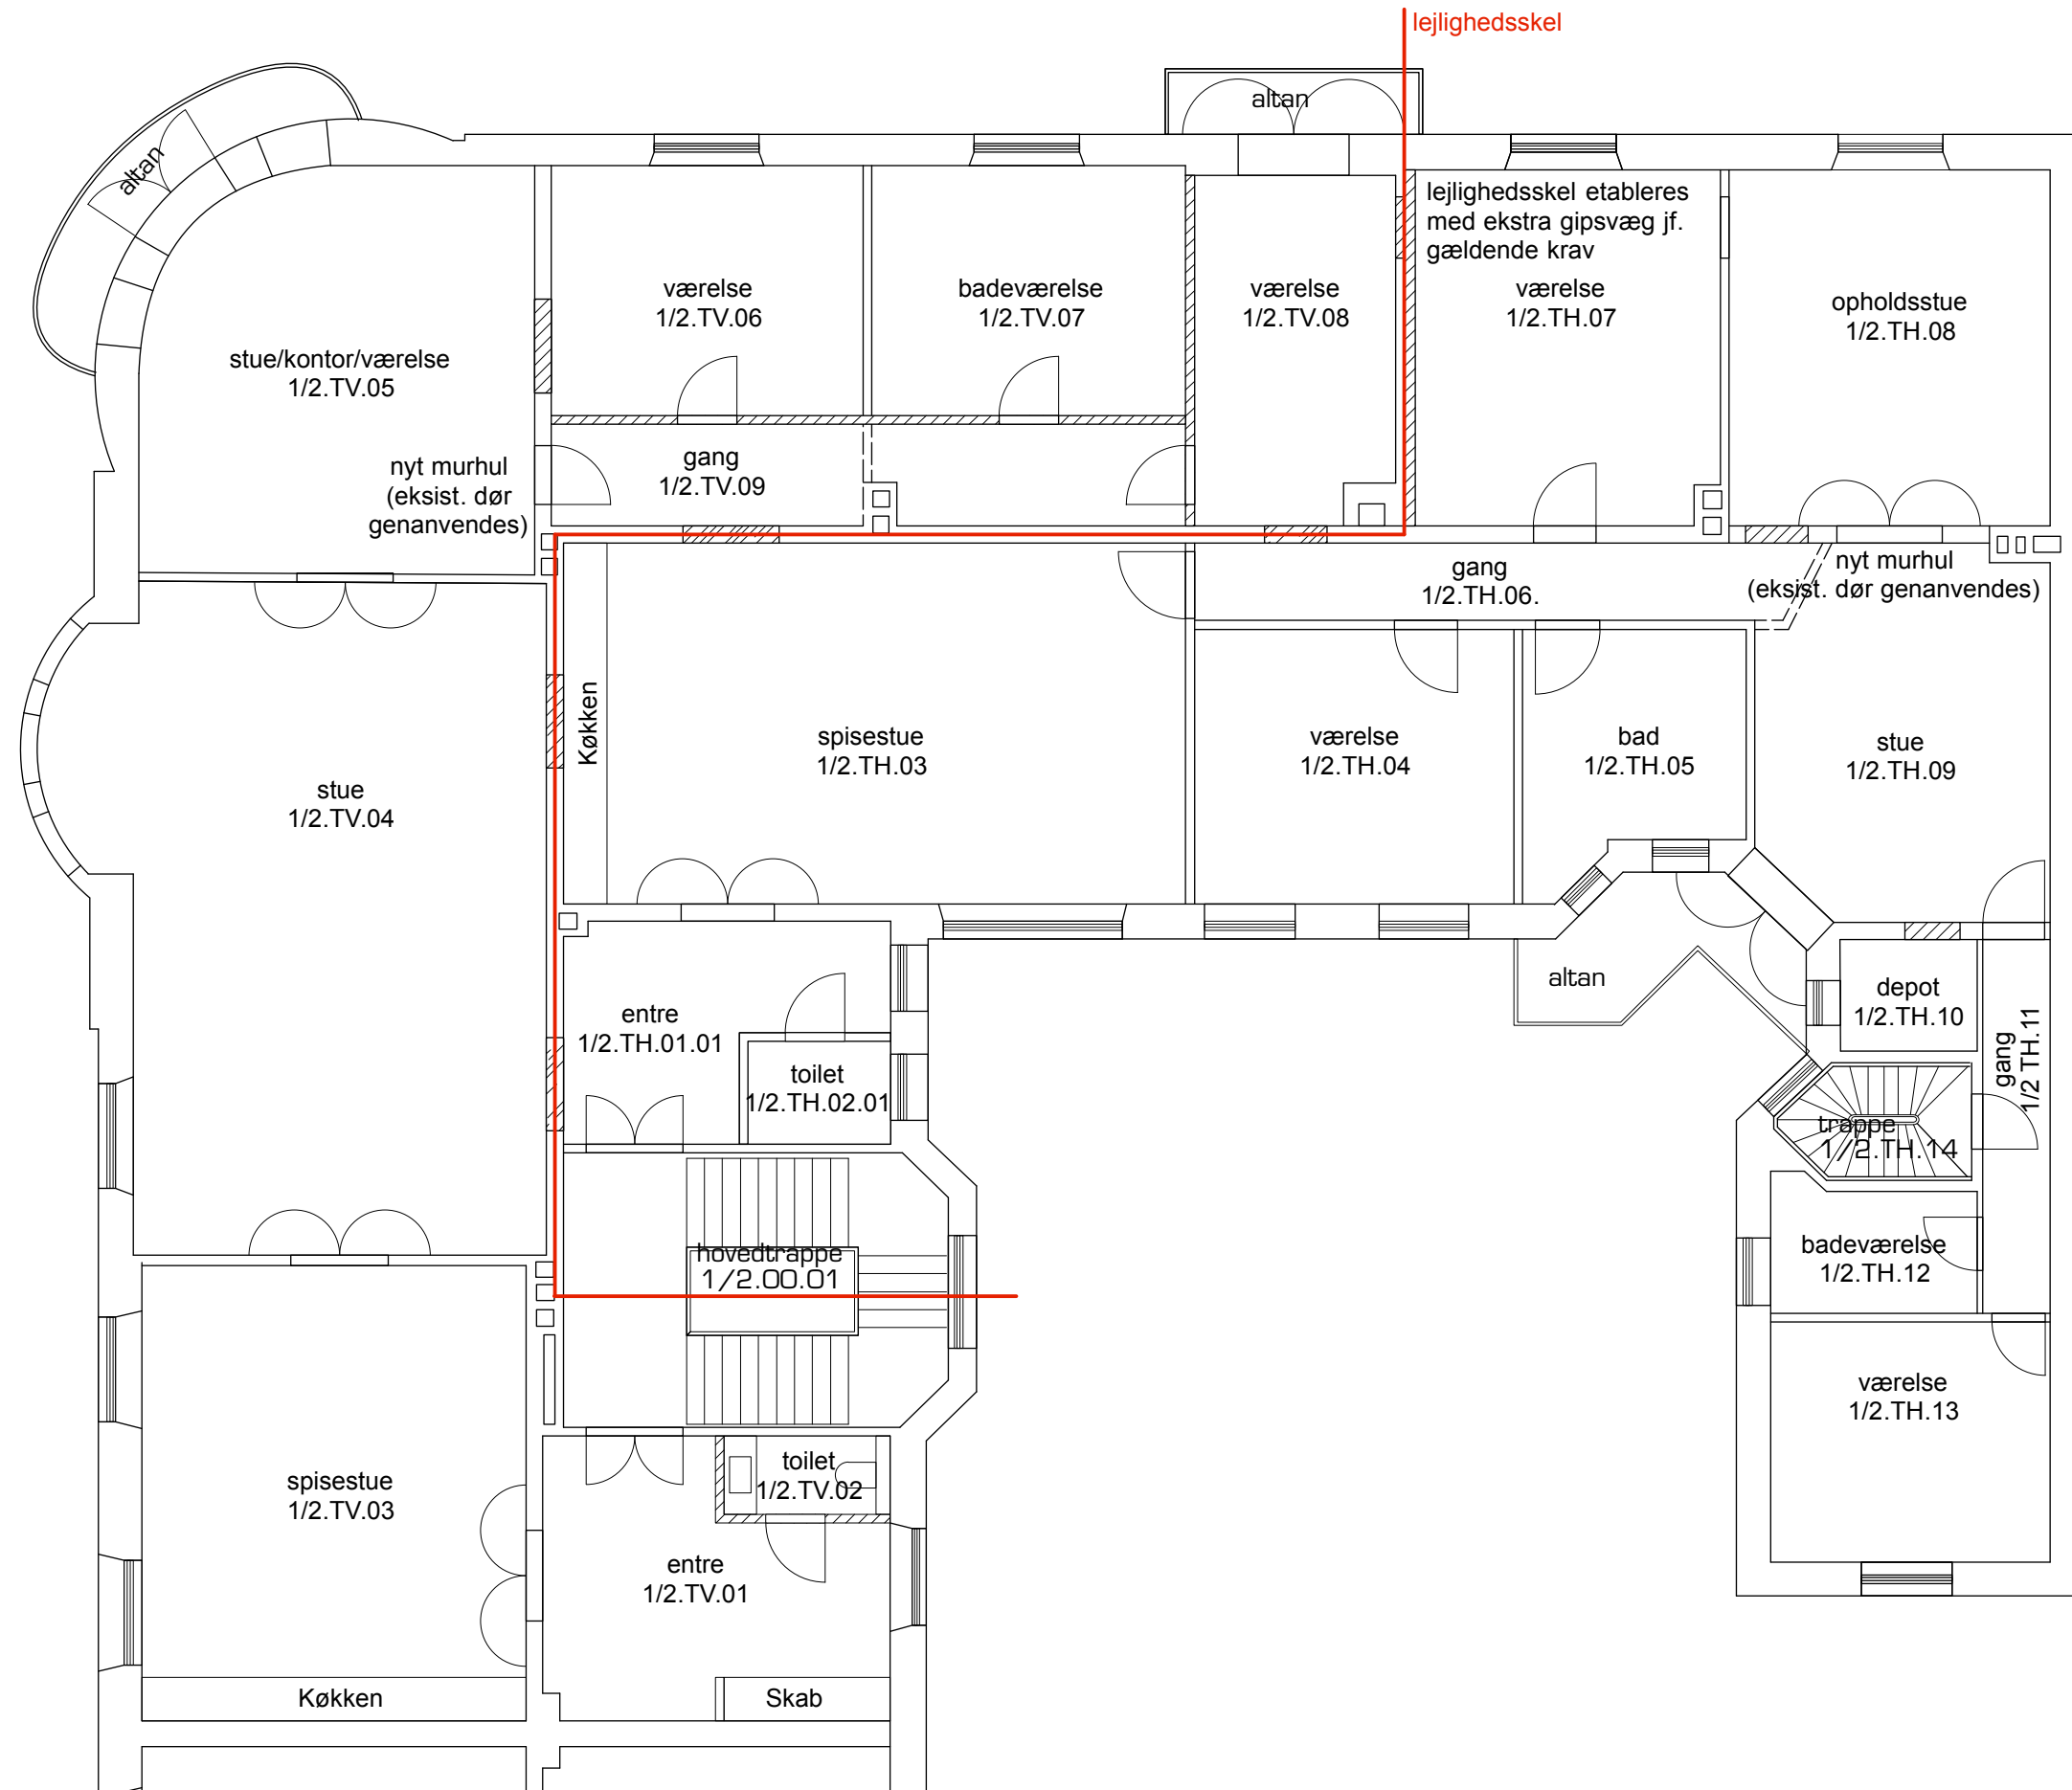 lejlighedsskel
altan
altan
lejlighedsskel etableres
med ekstra gipsvæg jf.
gældende krav
værelse
1/2.TV.06
badeværelse
1/2.TV.07
værelse
1/2.TV.08
værelse
1/2.TH.07
opholdsstue
1/2.TH.08
stue/kontor/værelse
1/2.TV.05
nyt murhul
(eksist. dør
genanvendes)
gang
1/2.TV.09
gang
1/2.TH.06.
nyt murhul
(eksist. dør genanvendes)
Køkken
spisestue
1/2.TH.03
værelse
1/2.TH.04
bad
1/2.TH.05
stue
1/2.TH.09
stue
1/2.TV.04
altan
depot
1/2.TH.10
gang
1/2 TH.11
entre
1/2.TH.01.01
toilet
1/2.TH.02.01
trappe
1/2.TH.14
hovedtrappe
1/2.00.01
badeværelse
1/2.TH.12
værelse
1/2.TH.13
spisestue
1/2.TV.03
toilet
1/2.TV.02
entre
1/2.TV.01
Køkken
Skab